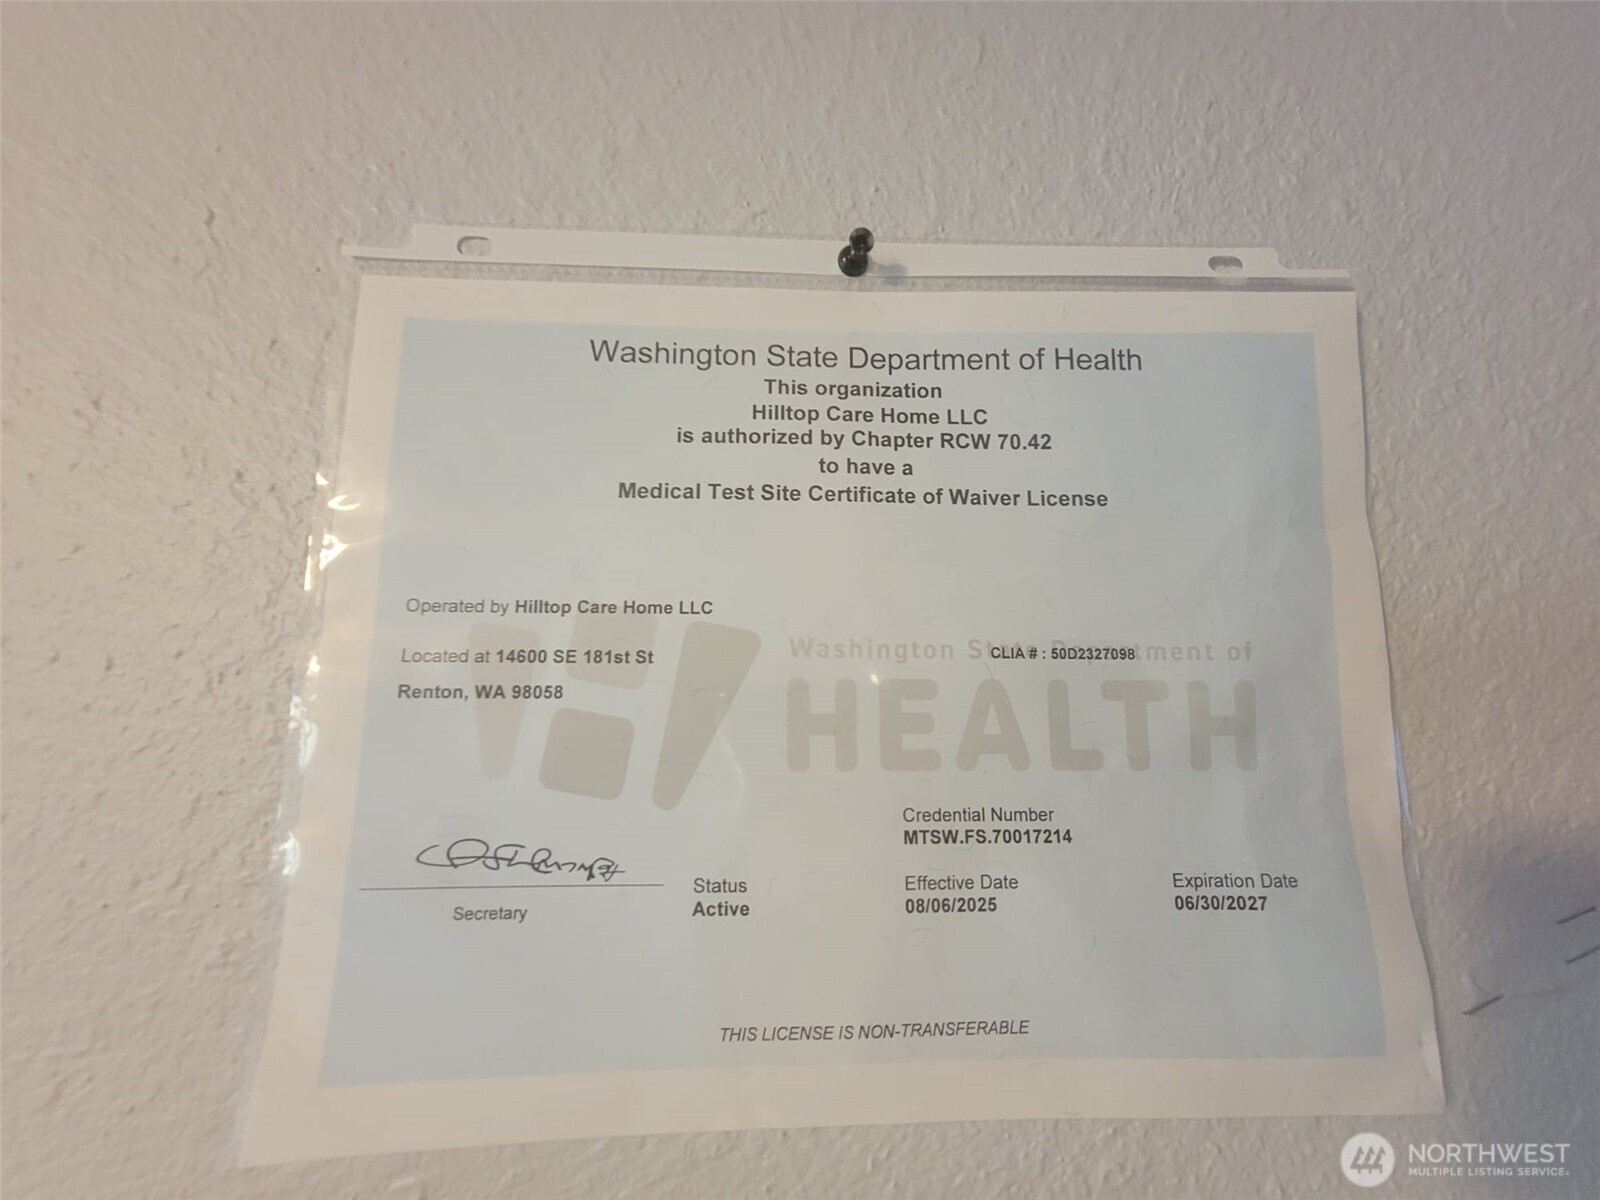 Washington State Department of Health
This organization
Hilltop Care Home LLC
is authorized by Chapter RCW 70.42
to have a
Medical Test Site Certificate of Waiver License
Operated by Hilltop Care Home LLC
Washington State Department of
HEALTH
Located at 14600 SE 181st St
CLIA # : 50D2327098
Renton, WA 98058
Credential Number
MTSW.FS.70017214
Secretary
Status
Active
Effective Date
08/06/2025
Expiration Date
06/30/2027
THIS LICENSE IS NON-TRANSFERABLE
NORTHWEST
MULTIPLE LISTING SERVICE